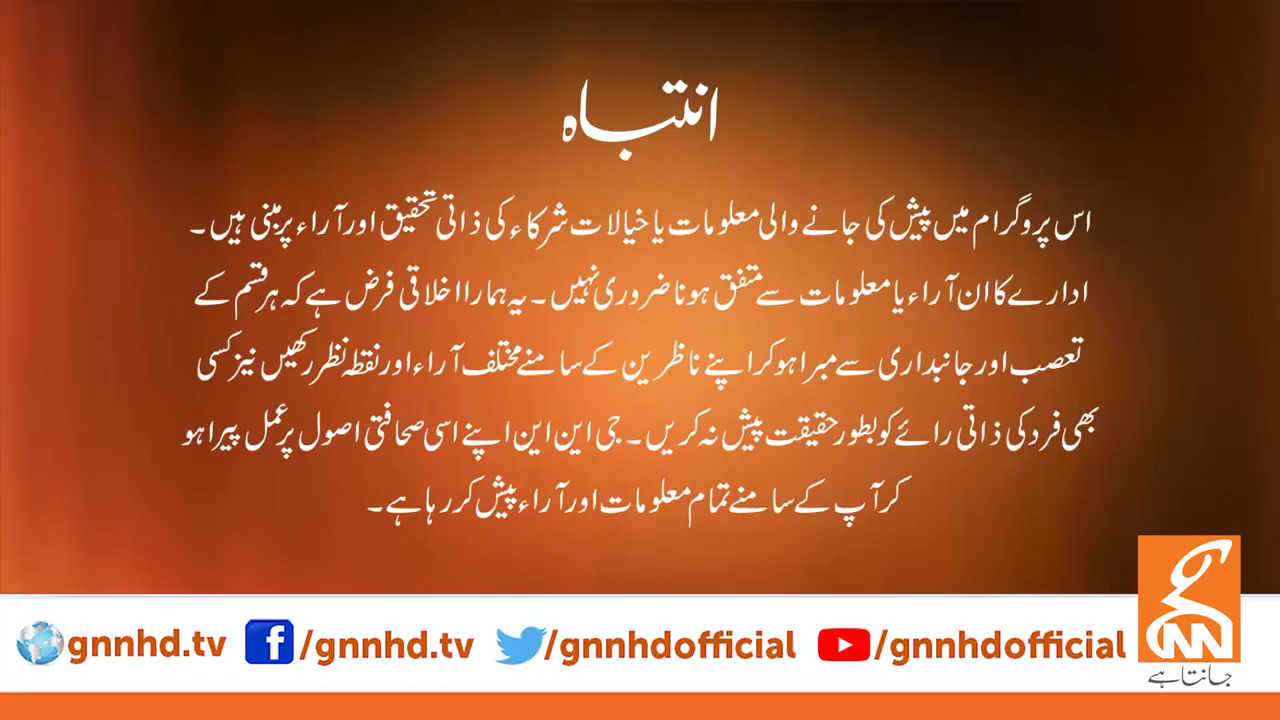 انتباہ
اس پروگرام میں پیش کی جانے والی معلومات یا خیالات شرکاء کی ذاتی تحقیق اور آراء پر مبنی ہیں۔
ادارے کا ان آراء یا معلومات سے متفق ہونا ضروری نہیں۔ یہ ہمارا اخلاقی فرض ہے کہ ہر قسم کے
تعصب اور جانبداری سے مبرا ہو کر اپنے ناظرین کے سامنے مختلف آراء اور نقطہ نظر رکھیں نیز کسی
بھی فرد کی ذاتی رائے کو بطور حقیقت پیش نہ کریں۔ جی این این اپنے اسی صحافتی اصول پر عمل پیرا ہو
کر آپ کے سامنے تمام معلومات اور آراء پیش کر رہا ہے۔
gnnhd.tv /gnnhd.tv /gnnhdofficial /gnnhdofficial
GNN
جانتا ہے